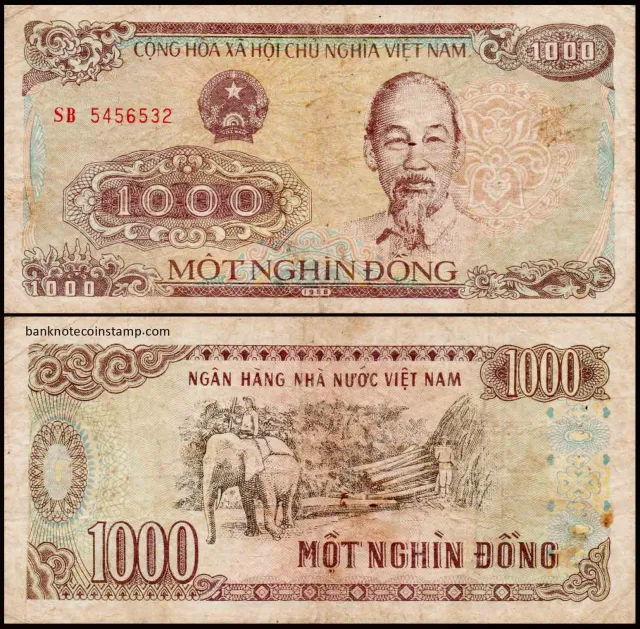 CỘNG HÒA XÃ HỘI CHỦ NGHĨA VIỆT NAM
1000
SB 5456532
1000
1000
MỘT NGHÌN ĐỒNG
1988
banknotecoinstamp.com
NGÂN HÀNG NHÀ NƯỚC VIỆT NAM
1000
1000
MỘT NGHÌN ĐỒNG